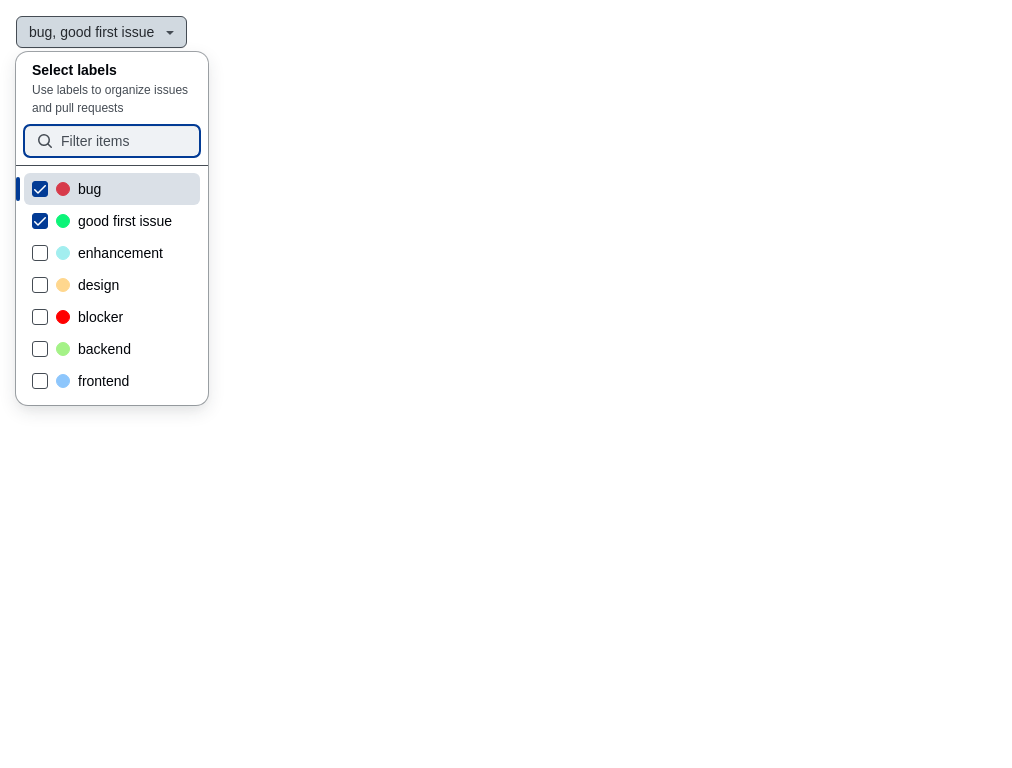 bug, good first issue
Select labels
Use labels to organize issues
and pull requests
Filter items
bug
good first issue
enhancement
design
blocker
backend
frontend